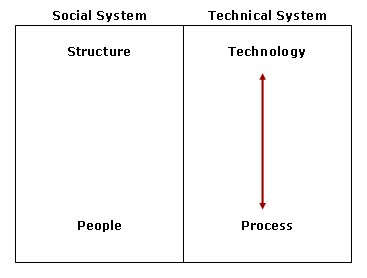 Social System
Technical System
Structure
Technology
People
Process